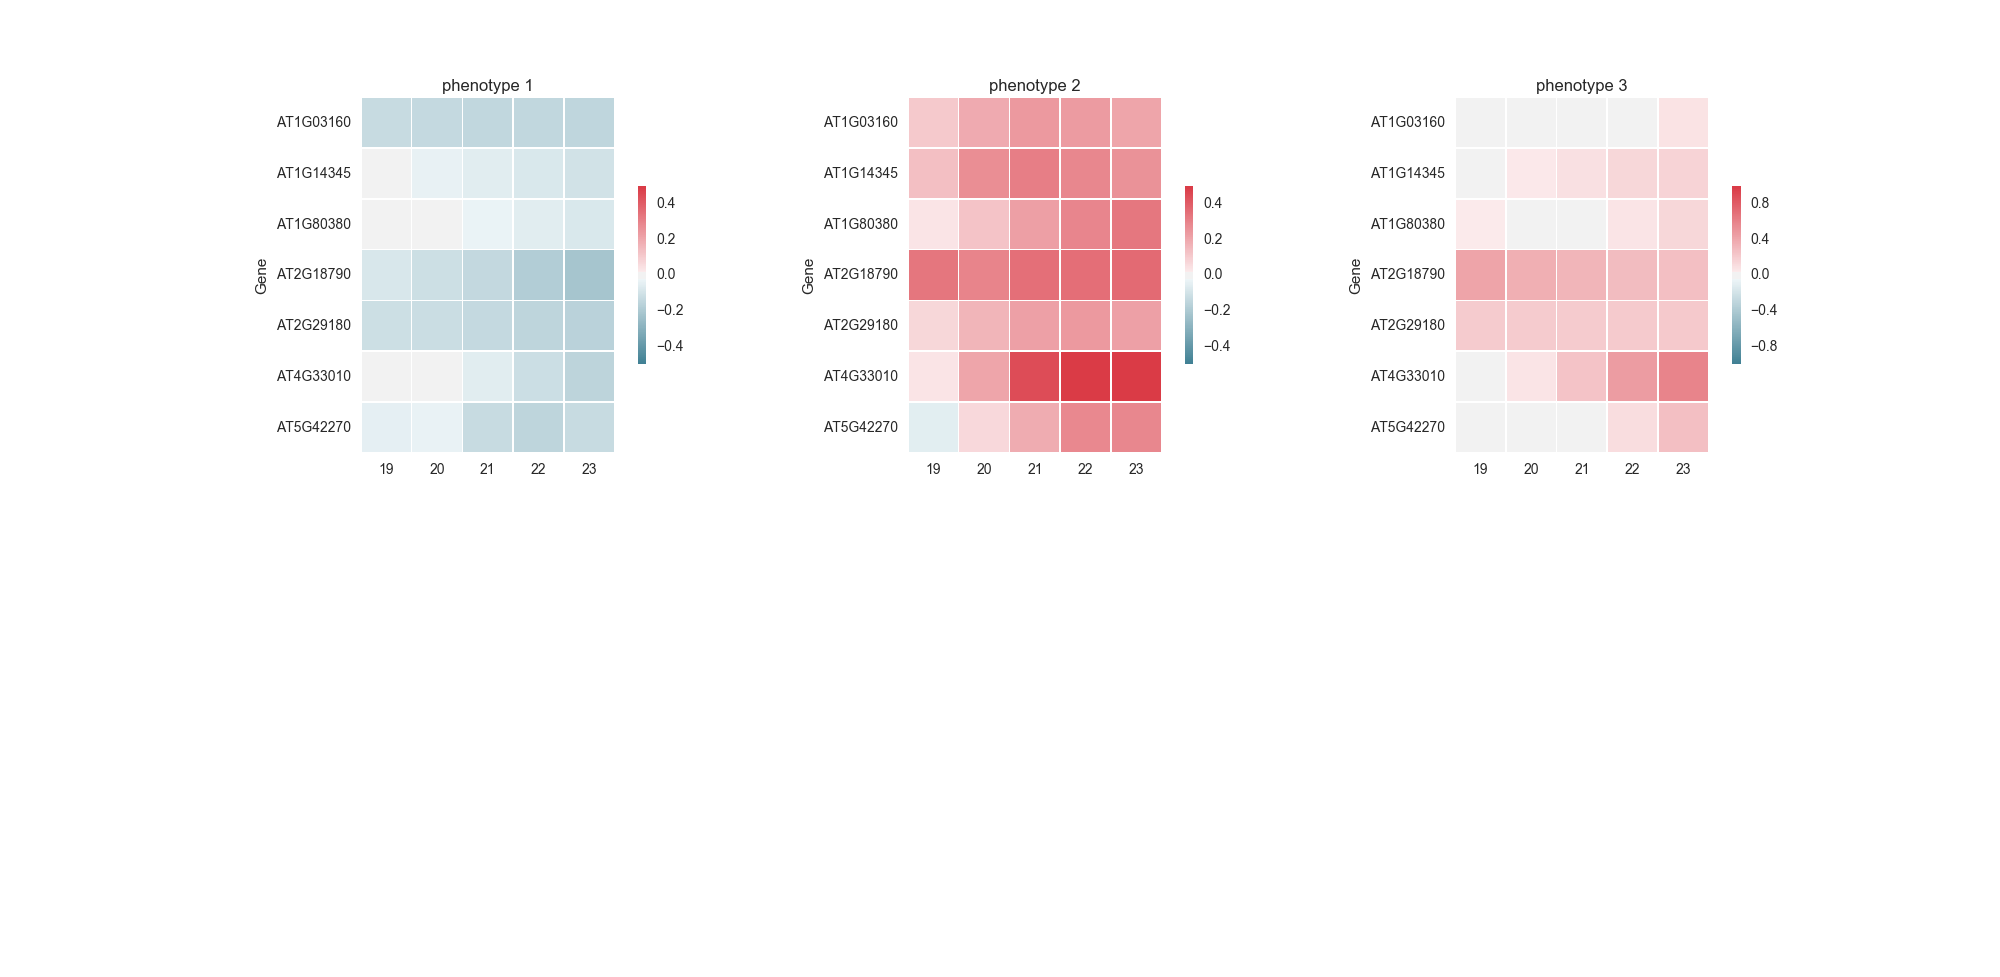 phenotype 1
AT1G03160
AT1G14345
AT1G80380
AT2G18790
AT2G29180
AT4G33010
AT5G42270
Gene
19 20 21 22 23
0.4
0.2
0.0
−0.2
−0.4
phenotype 2
AT1G03160
AT1G14345
AT1G80380
AT2G18790
AT2G29180
AT4G33010
AT5G42270
Gene
19 20 21 22 23
0.4
0.2
0.0
−0.2
−0.4
phenotype 3
AT1G03160
AT1G14345
AT1G80380
AT2G18790
AT2G29180
AT4G33010
AT5G42270
Gene
19 20 21 22 23
0.8
0.4
0.0
−0.4
−0.8